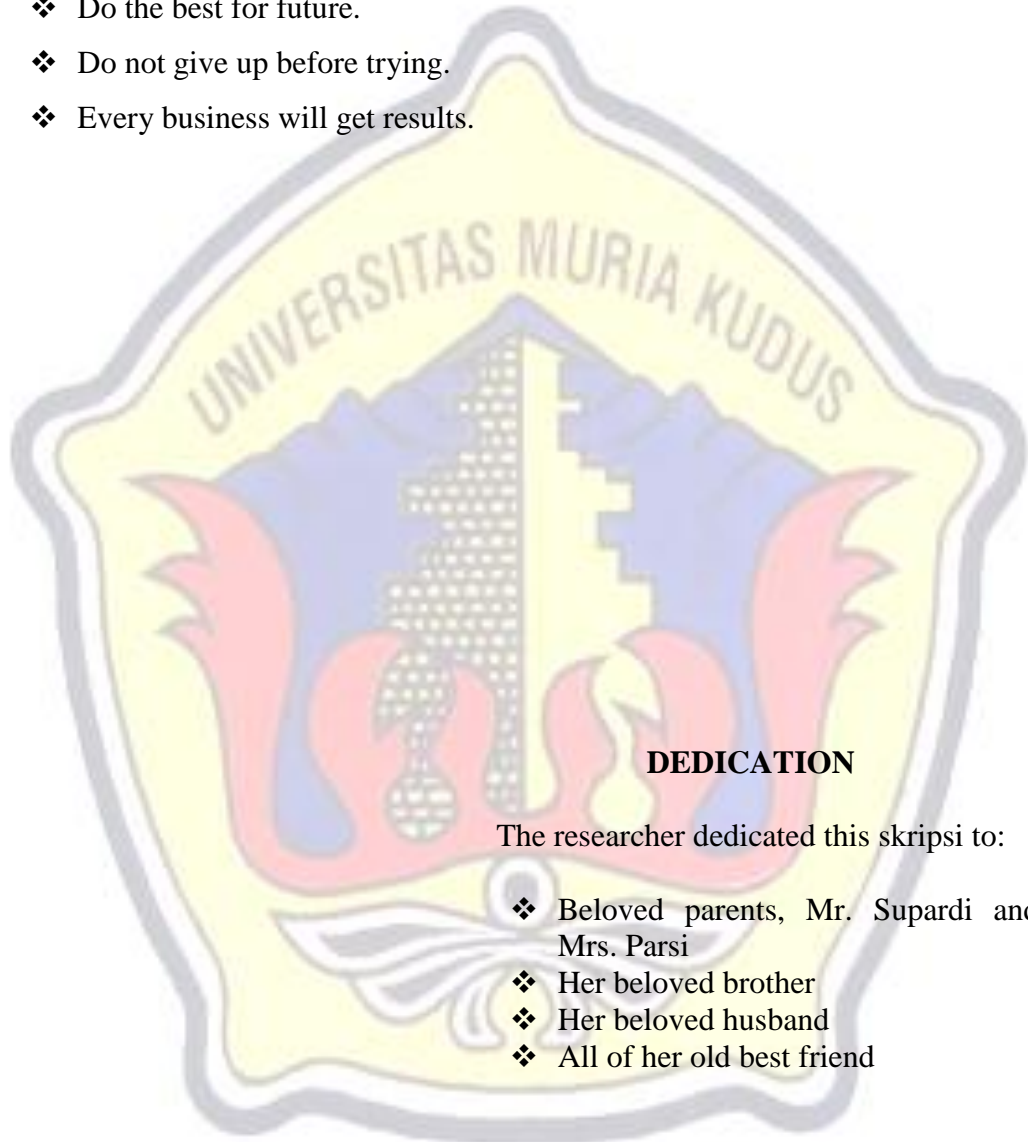 ❖ Do the best for future.
❖ Do not give up before trying.
❖ Every business will get results.
UNIVERSITAS MURIA KUDUS
DEDICATION
The researcher dedicated this skripsi to:
❖ Beloved parents, Mr. Supardi and
Mrs. Parsi
❖ Her beloved brother
❖ Her beloved husband
❖ All of her old best friend